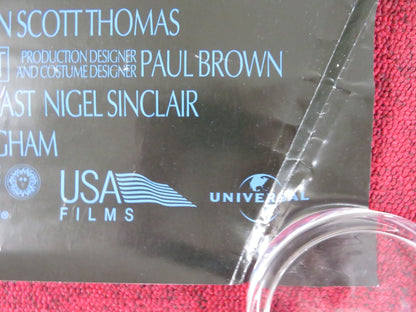 N SCOTT THOMAS
PRODUCTION DESIGNER
AND COSTUME DESIGNER PAUL BROWN
AST NIGEL SINCLAIR
GHAM
USA
FILMS
UNIVERSAL
®